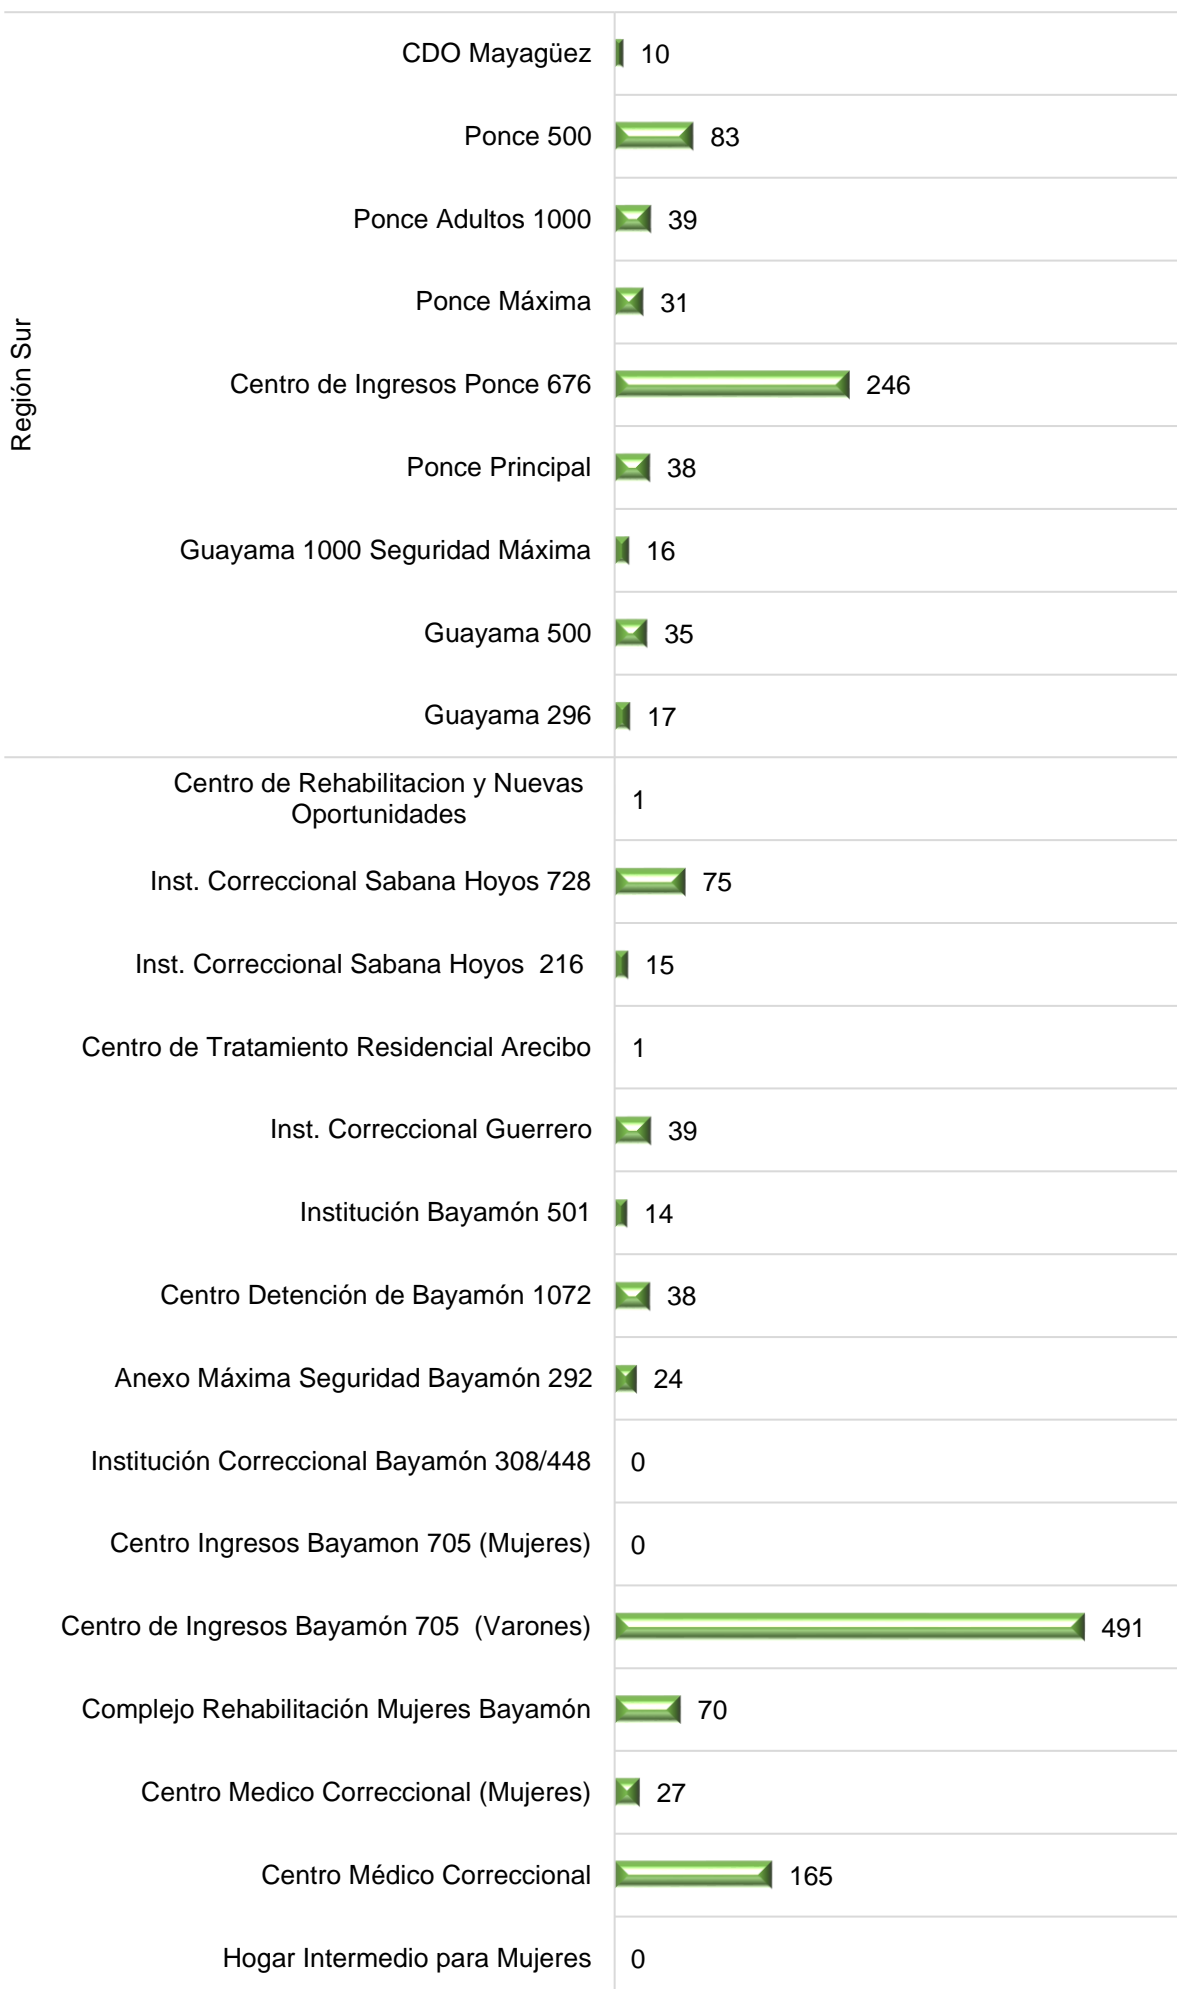 Región Sur
CDO Mayagüez 10
Ponce 500 83
Ponce Adultos 1000 39
Ponce Máxima 31
Centro de Ingresos Ponce 676 246
Ponce Principal 38
Guayama 1000 Seguridad Máxima 16
Guayama 500 35
Guayama 296 17
Centro de Rehabilitacion y Nuevas
Oportunidades 1
Inst. Correccional Sabana Hoyos 728 75
Inst. Correccional Sabana Hoyos  216 15
Centro de Tratamiento Residencial Arecibo 1
Inst. Correccional Guerrero 39
Institución Bayamón 501 14
Centro Detención de Bayamón 1072 38
Anexo Máxima Seguridad Bayamón 292 24
Institución Correccional Bayamón 308/448 0
Centro Ingresos Bayamon 705 (Mujeres) 0
Centro de Ingresos Bayamón 705  (Varones) 491
Complejo Rehabilitación Mujeres Bayamón 70
Centro Medico Correccional (Mujeres) 27
Centro Médico Correccional 165
Hogar Intermedio para Mujeres 0